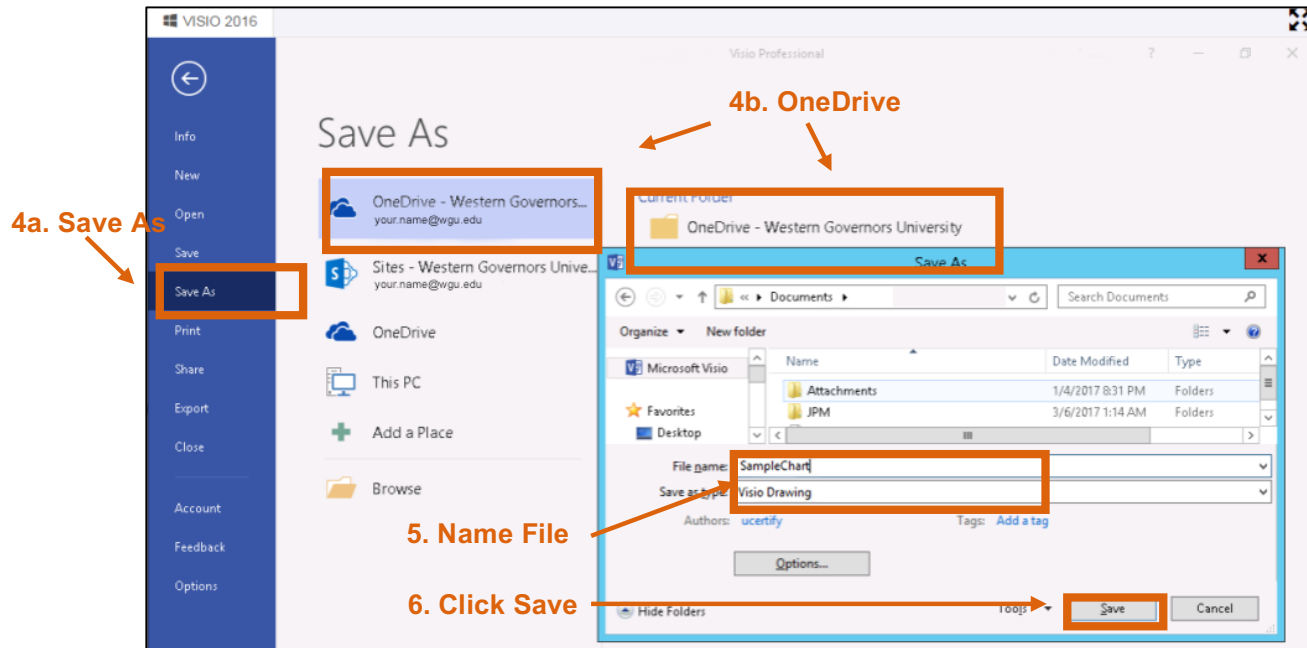 VISIO 2016
Visio Professional
?
4b. OneDrive
Save As
Info
New
Open
Save
Save As
Print
Share
Export
Close
Account
Feedback
Options
4a. Save As
OneDrive - Western Governors...
your.name@wgu.edu
Sites - Western Governors Unive...
your.name@wgu.edu
OneDrive
This PC
Add a Place
Browse
Current Folder
OneDrive - Western Governors University
Save As
x
« Documents
Search Documents
Organize New folder
Microsoft Visio
Favorites
Desktop
Name Date Modified Type
Attachments 1/4/2017 8:31 PM Folders
JPM 3/6/2017 1:14 AM Folders
File name: SampleChart
Save as type: Visio Drawing
Authors: ucertify Tags: Add a tag
5. Name File
Options...
6. Click Save
Hide Folders Tools Save Cancel